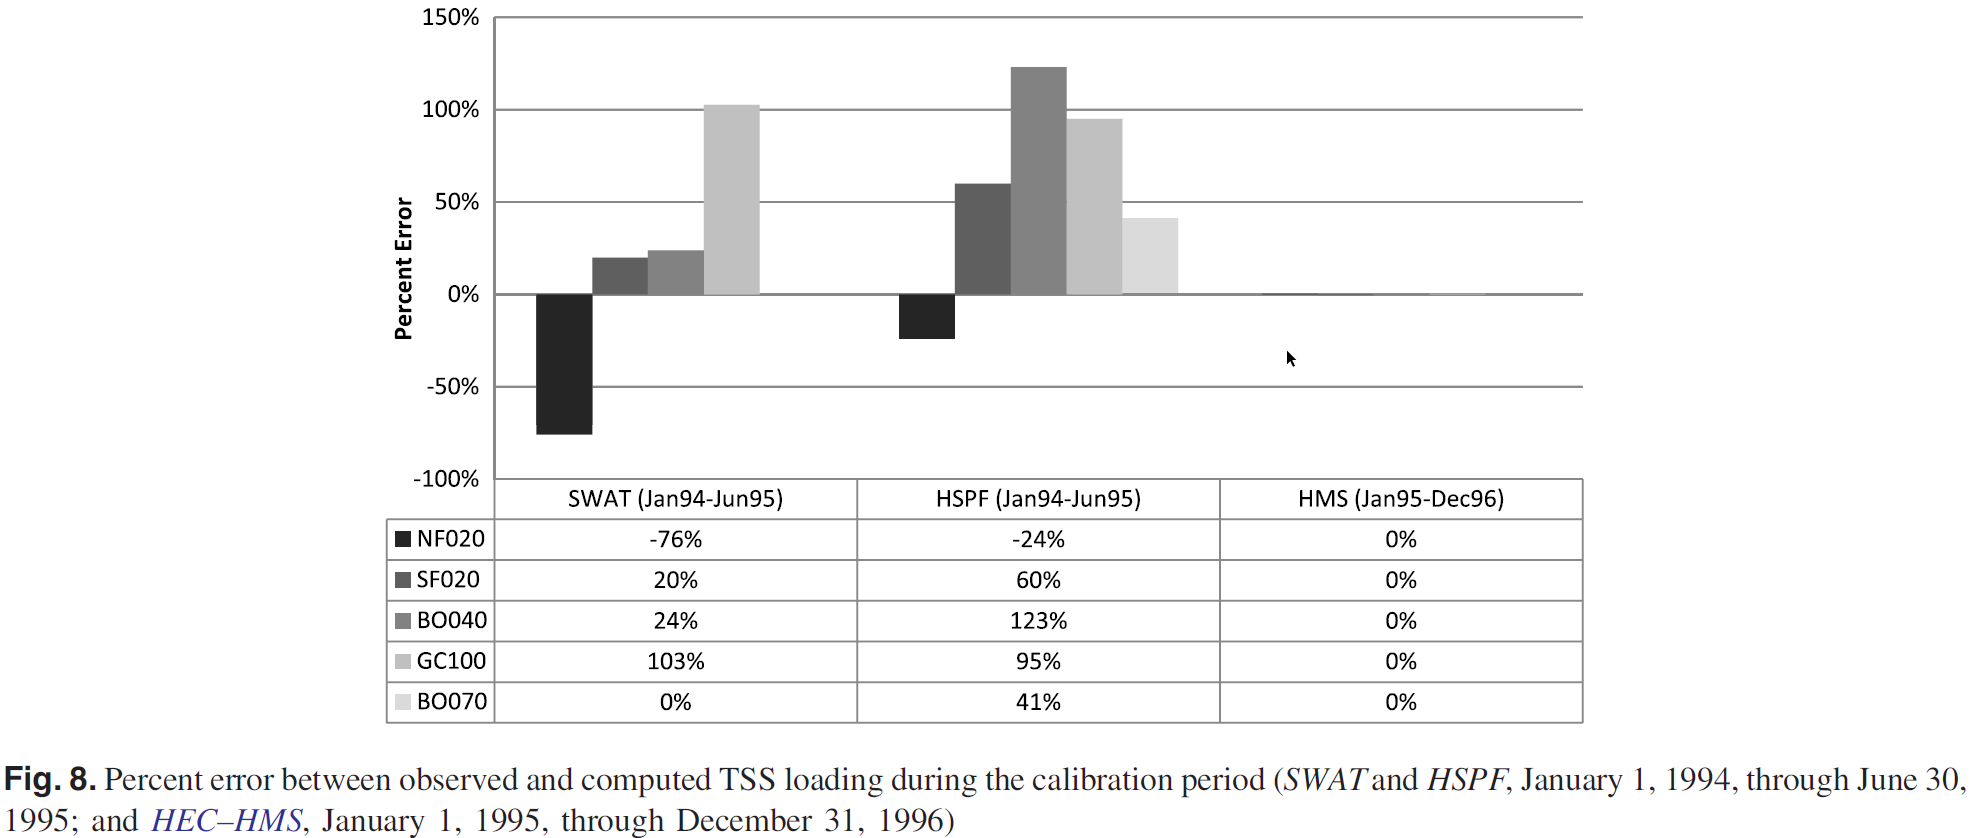 150%
100%
50%
0%
-50%
-100%
Percent Error
SWAT (Jan94-Jun95) HSPF (Jan94-Jun95) HMS (Jan95-Dec96)
NF020 -76% -24% 0%
SF020 20% 60% 0%
BO040 24% 123% 0%
GC100 103% 95% 0%
BO070 0% 41% 0%
Fig. 8. Percent error between observed and computed TSS loading during the calibration period (SWAT and HSPF, January 1, 1994, through June 30,
1995; and HEC–HMS, January 1, 1995, through December 31, 1996)